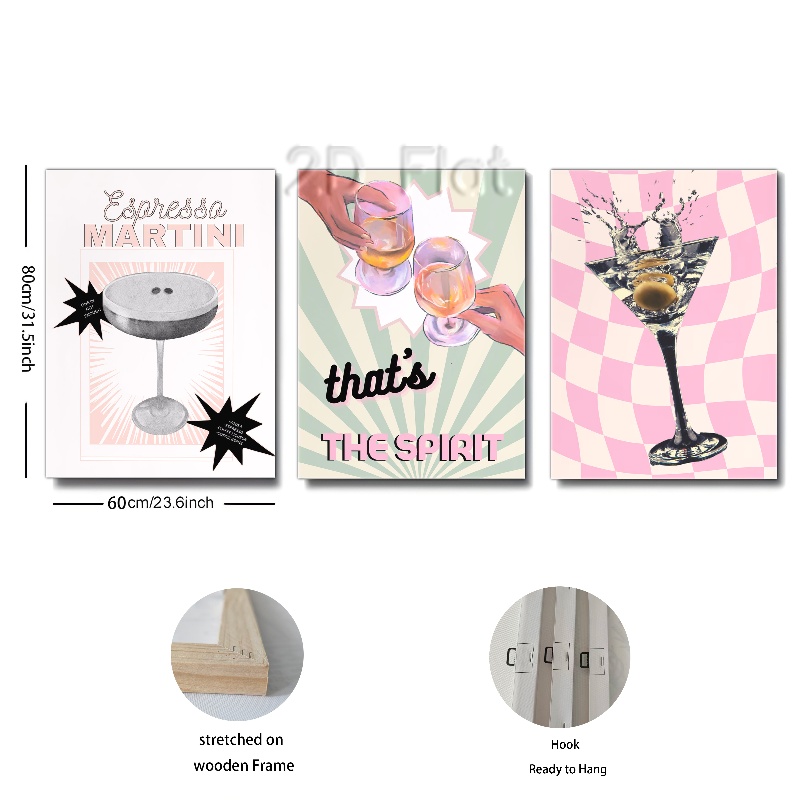 2D Flat
Espresso
MARTINI
80cm/31.5inch
that's
THE SPIRIT
60cm/23.6inch
stretched on
wooden Frame
Hook
Ready to Hang